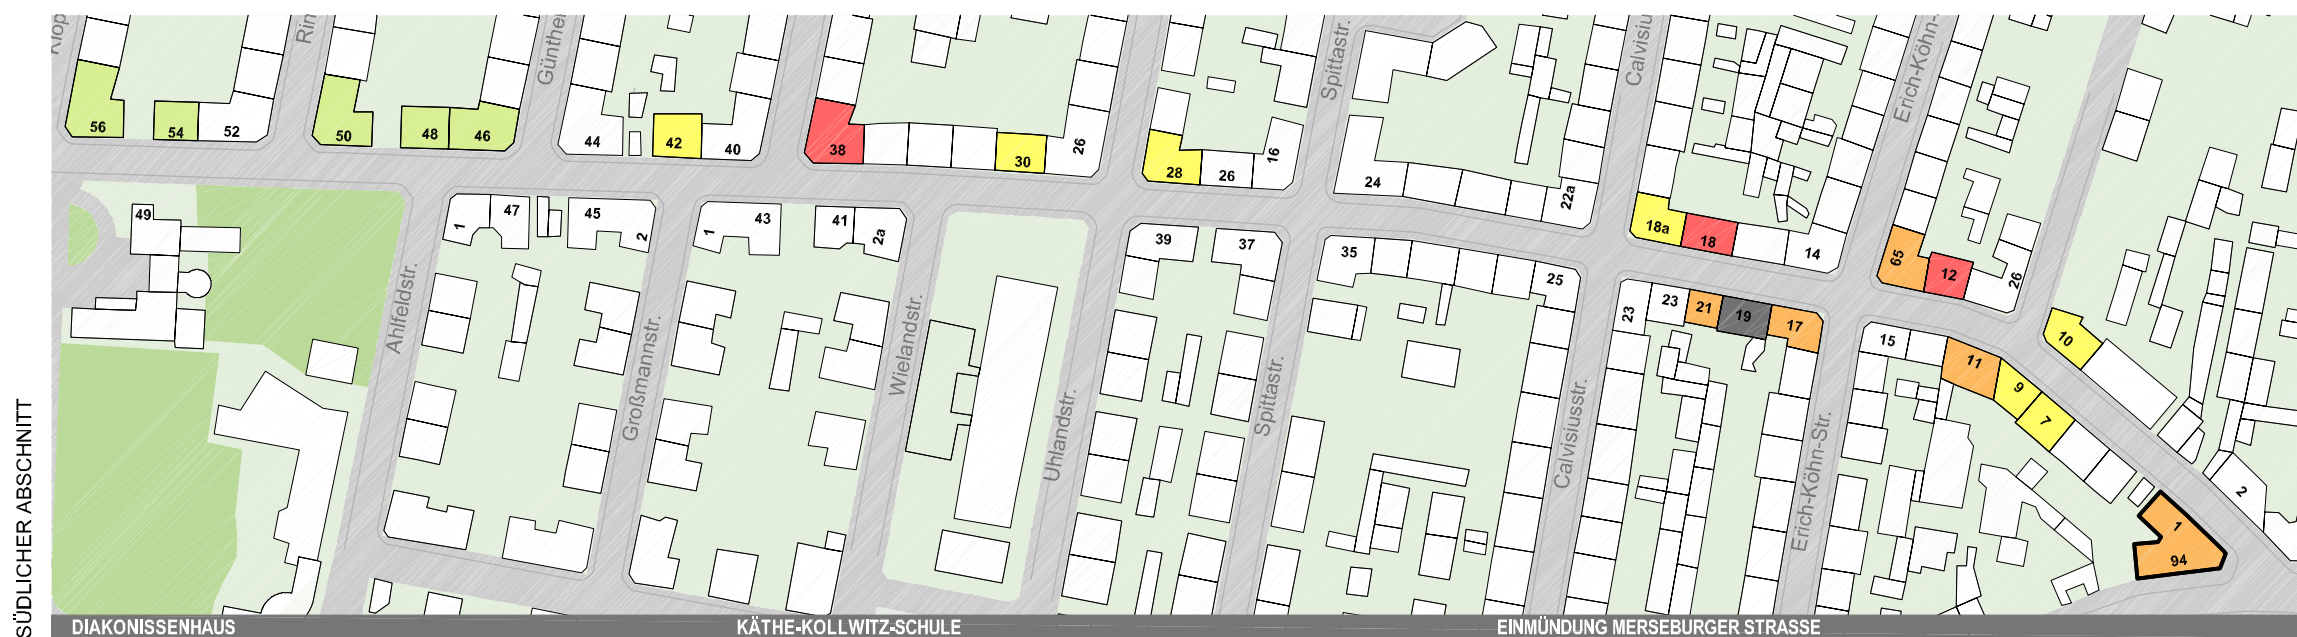 Spittastr.
Erich-Köhn-
56
54
52
50
48
46
44
42
40
38
30
26
28
26
16
24
22a
18a
18
14
65
12
26
49
1
47
45
2
1
43
41
2a
39
37
35
25
23
23
21
19
17
15
11
9
7
10
2
1
94
Ahlfeldstr.
Großmannstr.
Wielandstr.
Uhlandstr.
Spittastr.
Calvisiusstr.
Erich-Köhn-Str.
SÜDLICHER ABSCHNITT
DIAKONISSENHAUS
KÄTHE-KOLLWITZ-SCHULE
EINMÜNDUNG MERSEBURGER STRASSE